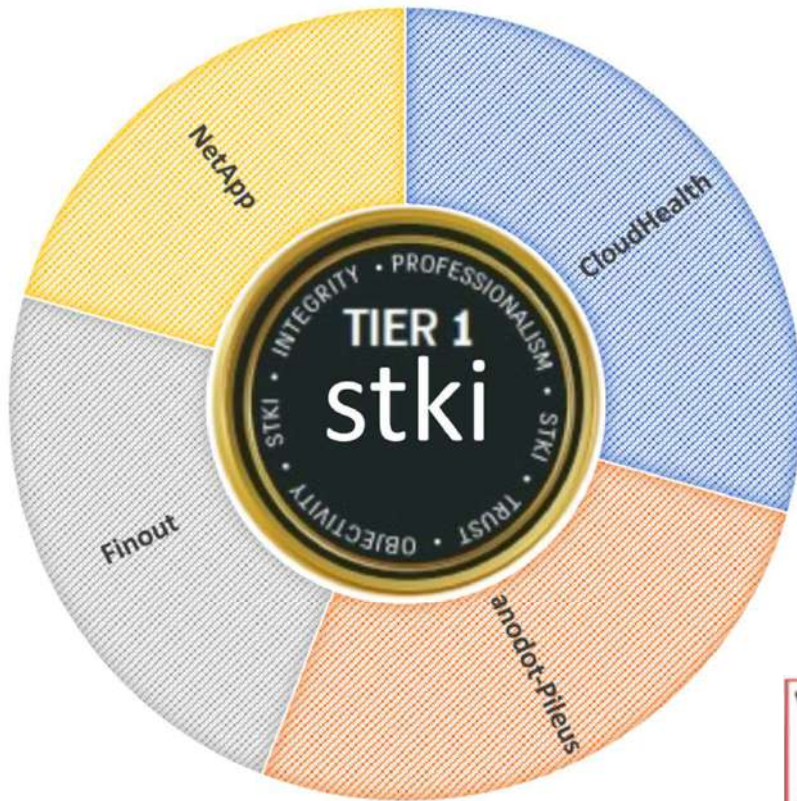 NetApp
CloudHealth
INTEGRITY • PROFESSIONALISM • STKI • TRUST • OBJECTIVITY • STKI •
TIER 1
stki
Finout
anodot-Pileus